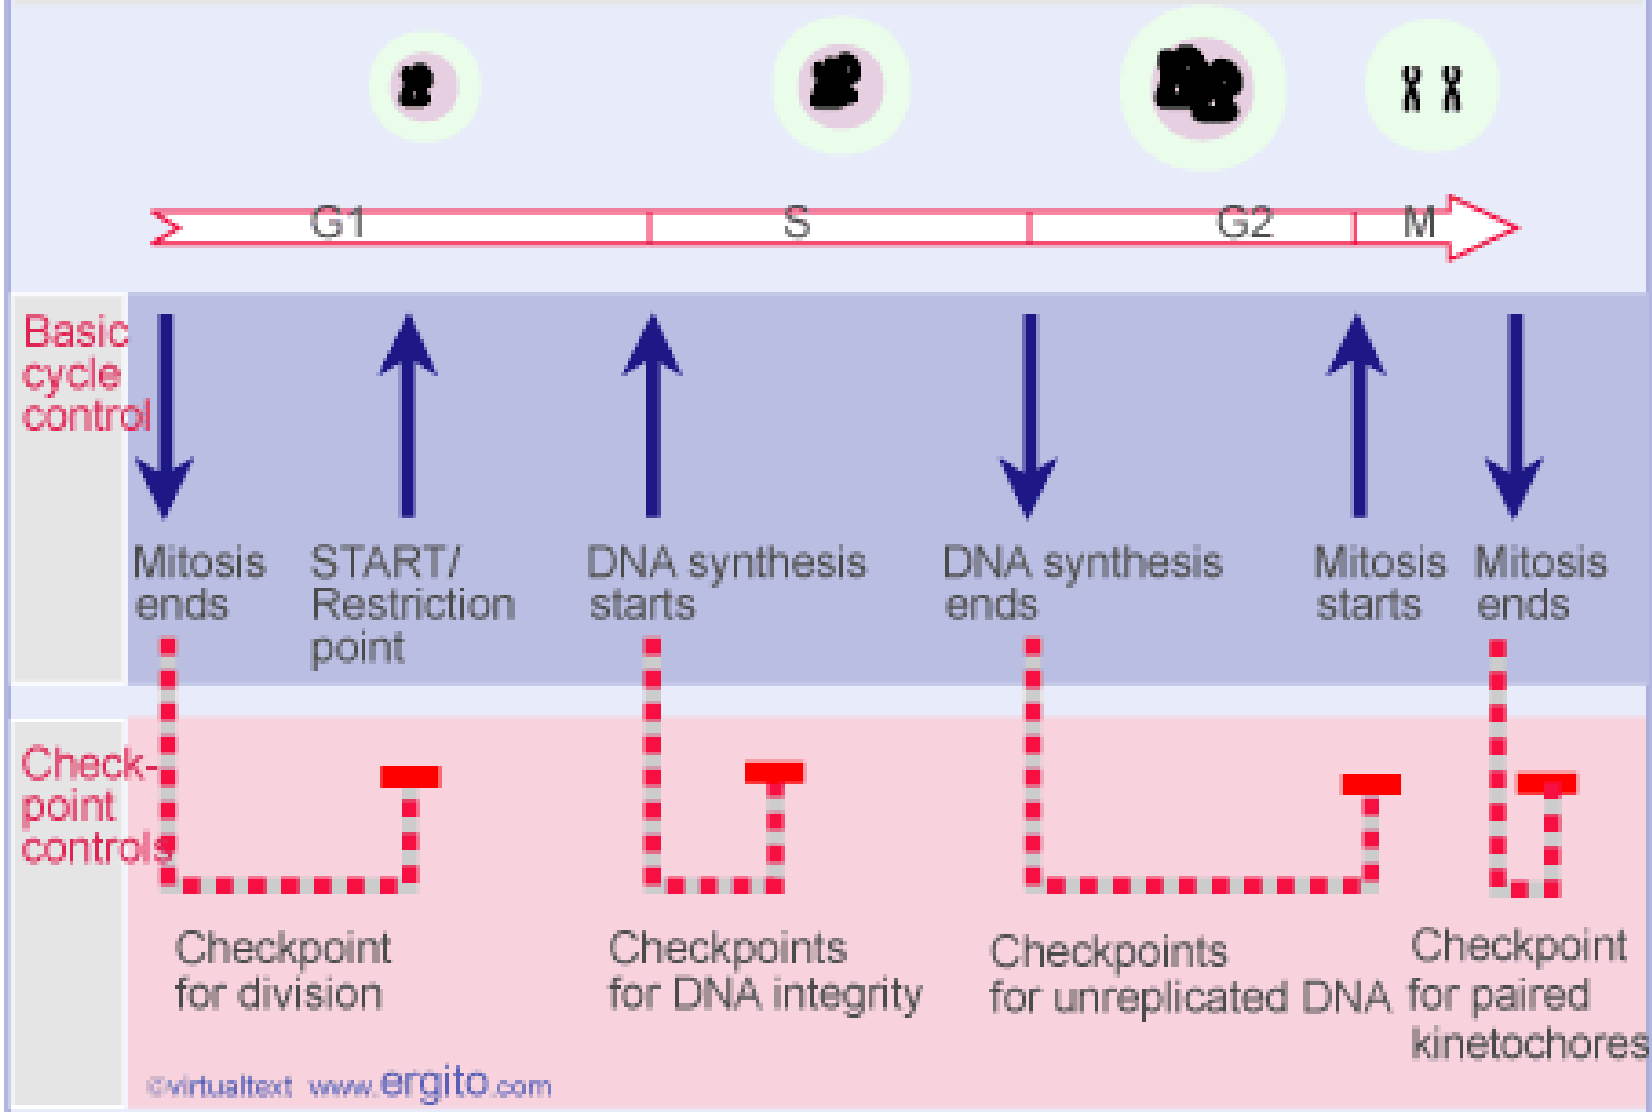 G1 S G2 M
Basic
cycle
control
Mitosis
ends
START/
Restriction
point
DNA synthesis
starts
DNA synthesis
ends
Mitosis
starts
Mitosis
ends
Check-
point
controls
Checkpoint
for division
Checkpoints
for DNA integrity
Checkpoints
for unreplicated DNA
Checkpoint
for paired
kinetochores
©virtualtext www.ergito.com